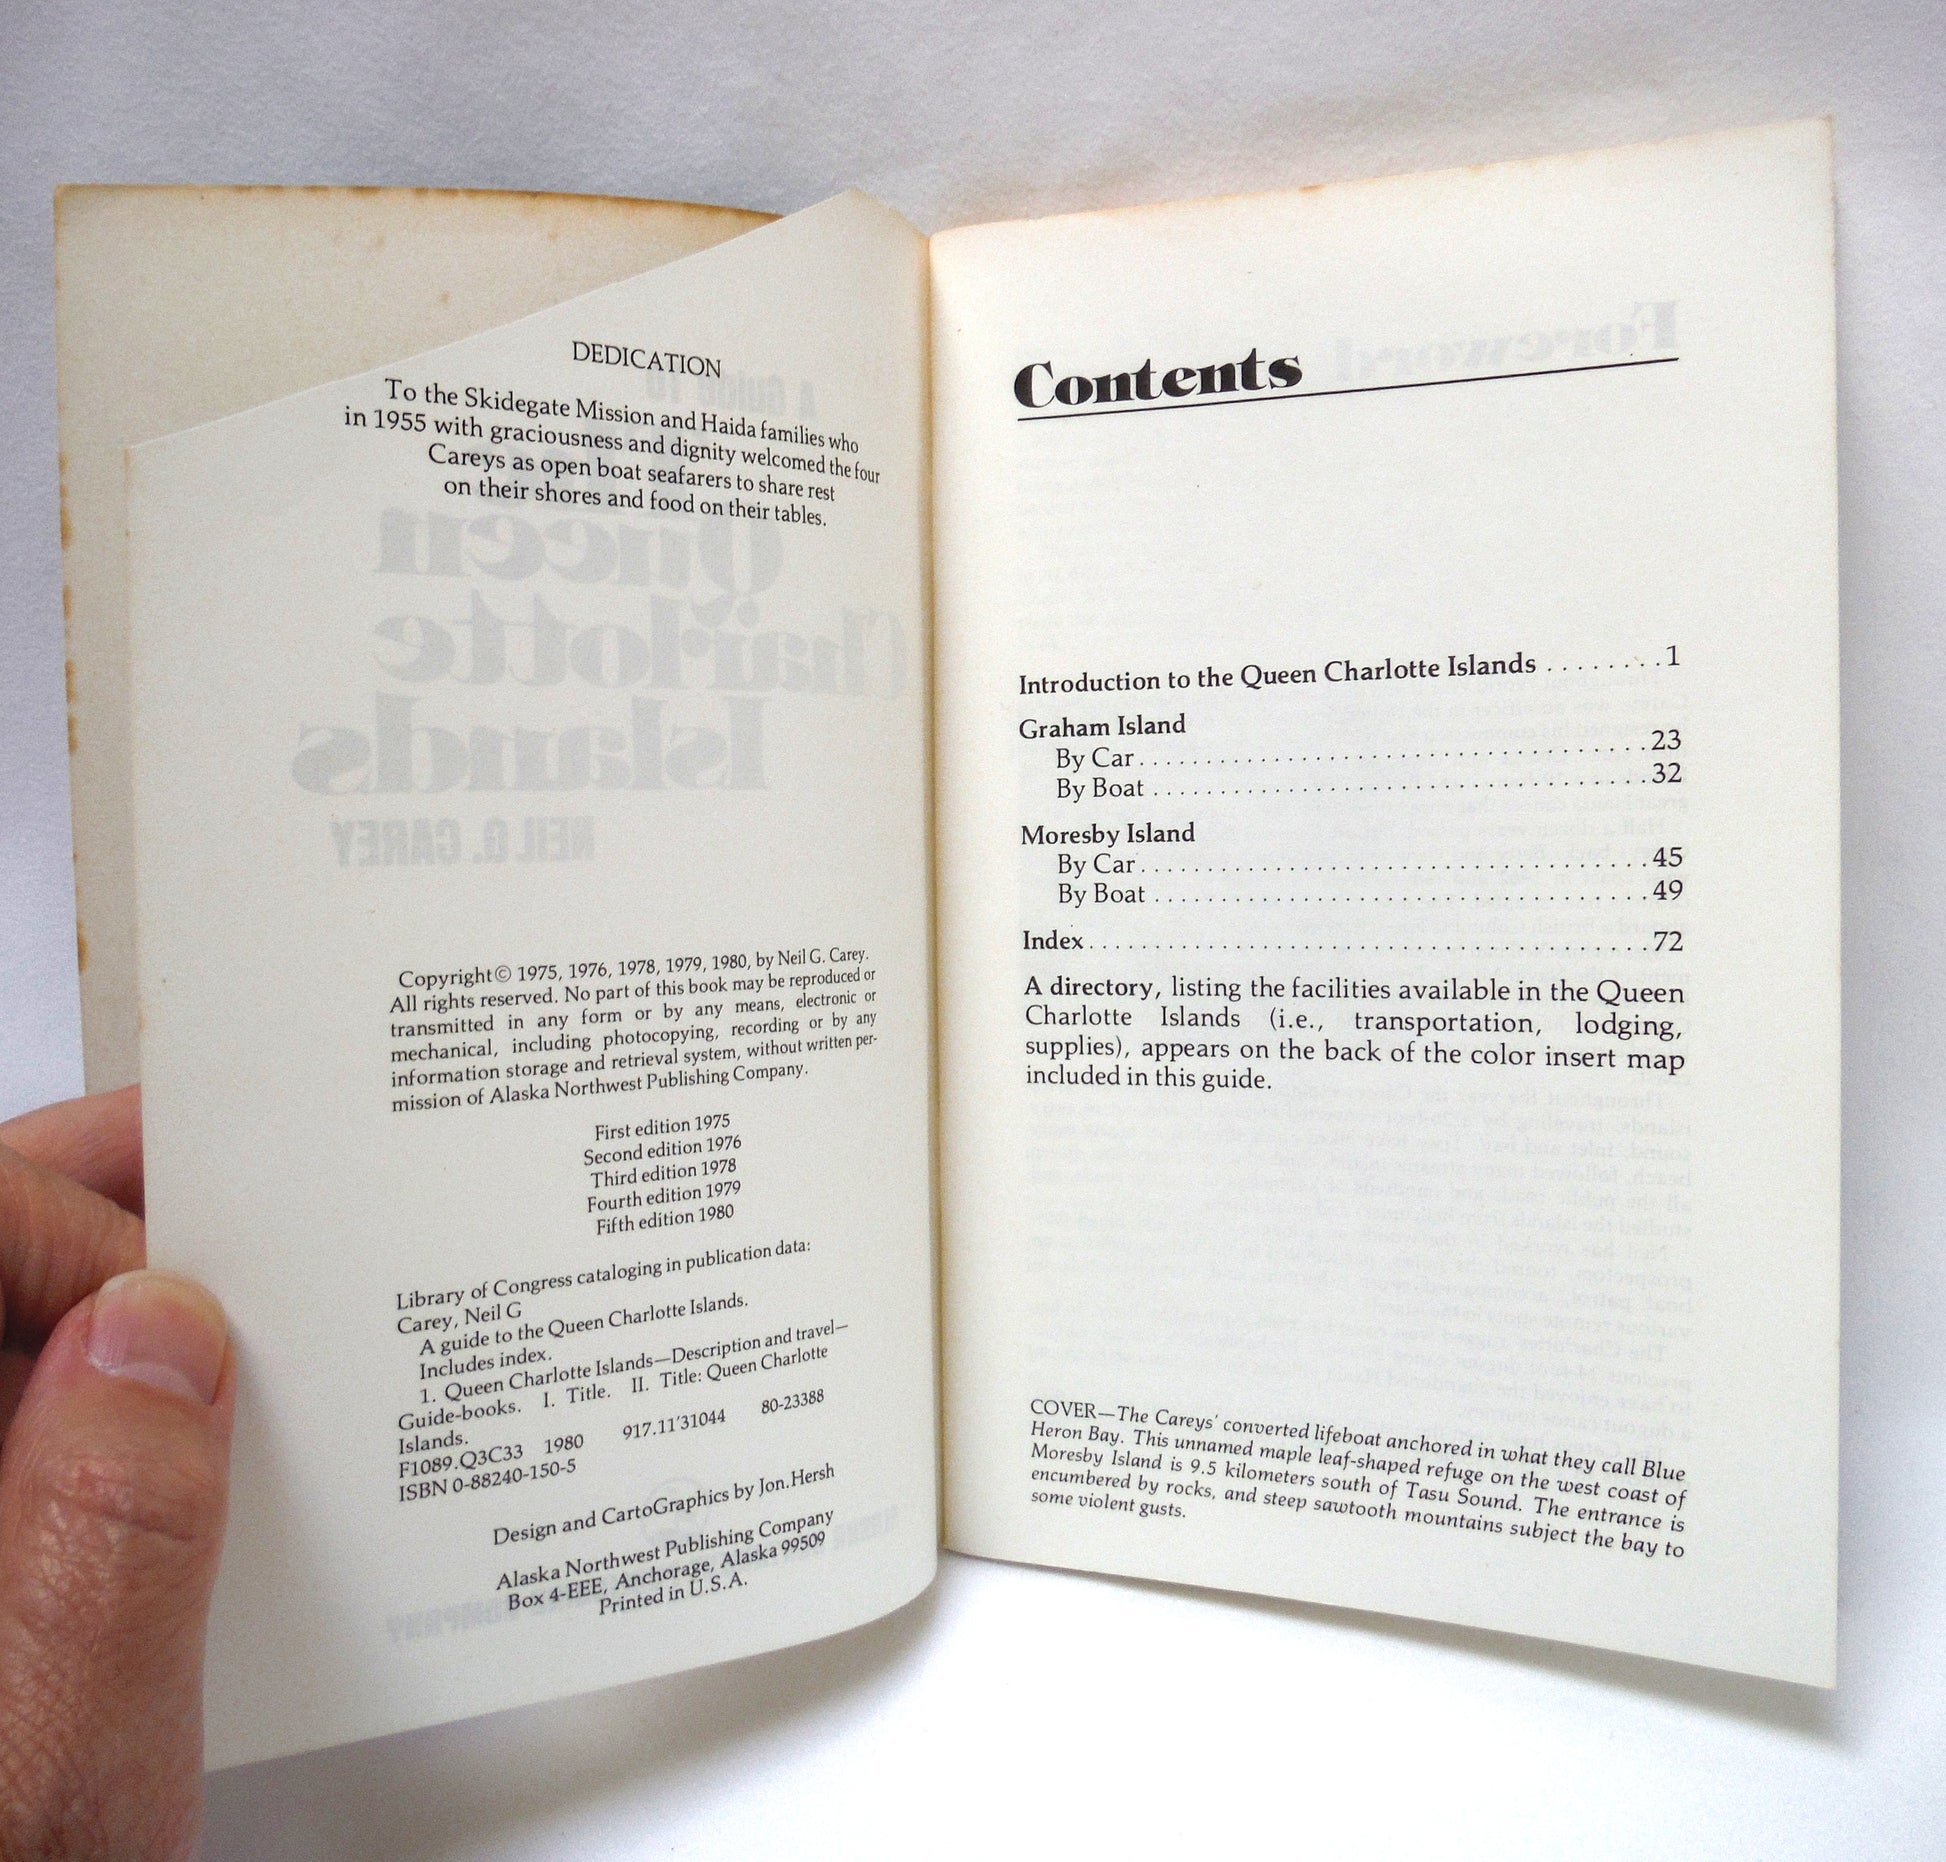 DEDICATION
To the Skidegate Mission and Haida families who
in 1955 with graciousness and dignity welcomed the four
Careys as open boat seafarers to share rest
on their shores and food on their tables.
Copyright © 1975, 1976, 1978, 1979, 1980, by Neil G. Carey.
All rights reserved. No part of this book may be reproduced or
transmitted in any form or by any means, electronic or
mechanical, including photocopying, recording or by any
information storage and retrieval system, without written per-
mission of Alaska Northwest Publishing Company.
First edition 1975
Second edition 1976
Third edition 1978
Fourth edition 1979
Fifth edition 1980
Library of Congress cataloging in publication data:
Carey, Neil G
A guide to the Queen Charlotte Islands.
Includes index.
1. Queen Charlotte Islands—Description and travel—
Guide-books. I. Title. II. Title: Queen Charlotte
Islands.
F1089.Q3C33 1980 917.11'31044 80-23388
ISBN 0-88240-150-5
Design and CartoGraphics by Jon.Hersh
Alaska Northwest Publishing Company
Box 4-EEE, Anchorage, Alaska 99509
Printed in U.S.A.
Contents
Introduction to the Queen Charlotte Islands . . . . . . . . 1
Graham Island
By Car . . . . . . . . . . . . . . . . . . . . . . . . . . . . . . . . . . . . . . . 23
By Boat . . . . . . . . . . . . . . . . . . . . . . . . . . . . . . . . . . . . . . 32
Moresby Island
By Car . . . . . . . . . . . . . . . . . . . . . . . . . . . . . . . . . . . . . . . 45
By Boat . . . . . . . . . . . . . . . . . . . . . . . . . . . . . . . . . . . . . . 49
Index . . . . . . . . . . . . . . . . . . . . . . . . . . . . . . . . . . . . . . . . . . . 72
A directory, listing the facilities available in the Queen
Charlotte Islands (i.e., transportation, lodging,
supplies), appears on the back of the color insert map
included in this guide.
COVER—The Careys' converted lifeboat anchored in what they call Blue
Heron Bay. This unnamed maple leaf-shaped refuge on the west coast of
Moresby Island is 9.5 kilometers south of Tasu Sound. The entrance is
encumbered by rocks, and steep sawtooth mountains subject the bay to
some violent gusts.